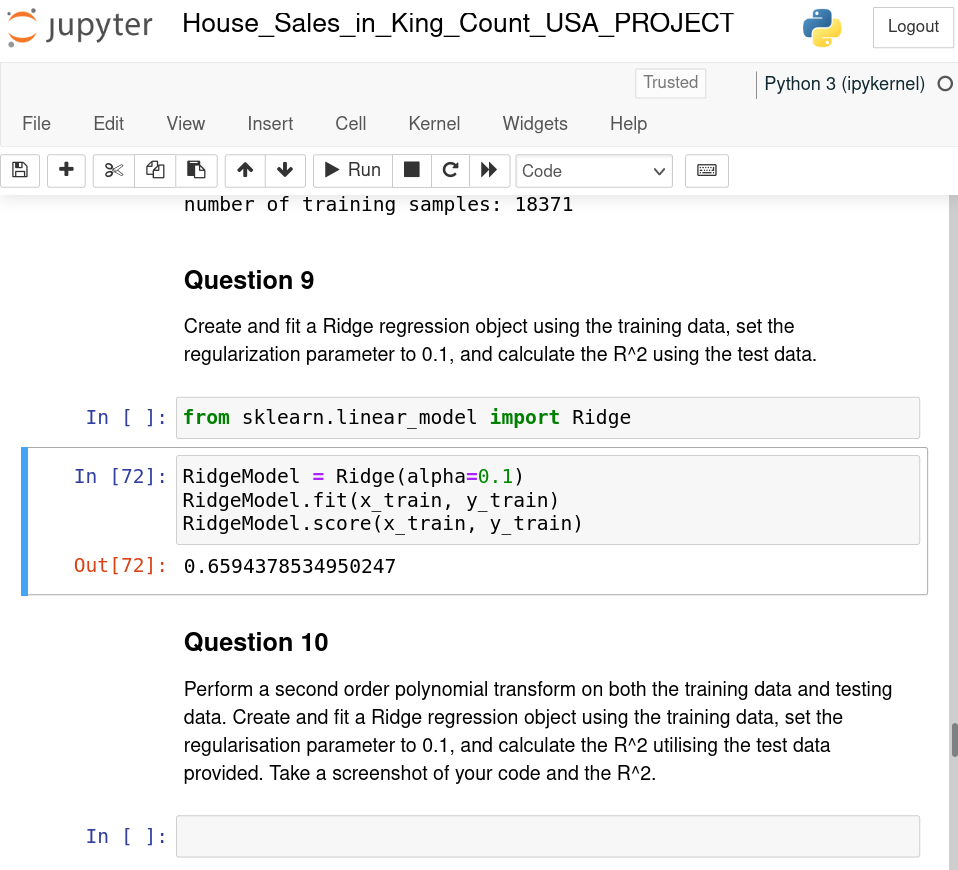 jupyter House_Sales_in_King_Count_USA_PROJECT Logout
Trusted Python 3 (ipykernel)
File Edit View Insert Cell Kernel Widgets Help
Run Code
number of training samples: 18371
Question 9
Create and fit a Ridge regression object using the training data, set the
regularization parameter to 0.1, and calculate the R^2 using the test data.
In [ ]: from sklearn.linear_model import Ridge
In [72]: RidgeModel = Ridge(alpha=0.1)
RidgeModel.fit(x_train, y_train)
RidgeModel.score(x_train, y_train)
Out[72]: 0.6594378534950247
Question 10
Perform a second order polynomial transform on both the training data and testing
data. Create and fit a Ridge regression object using the training data, set the
regularisation parameter to 0.1, and calculate the R^2 utilising the test data
provided. Take a screenshot of your code and the R^2.
In [ ]: